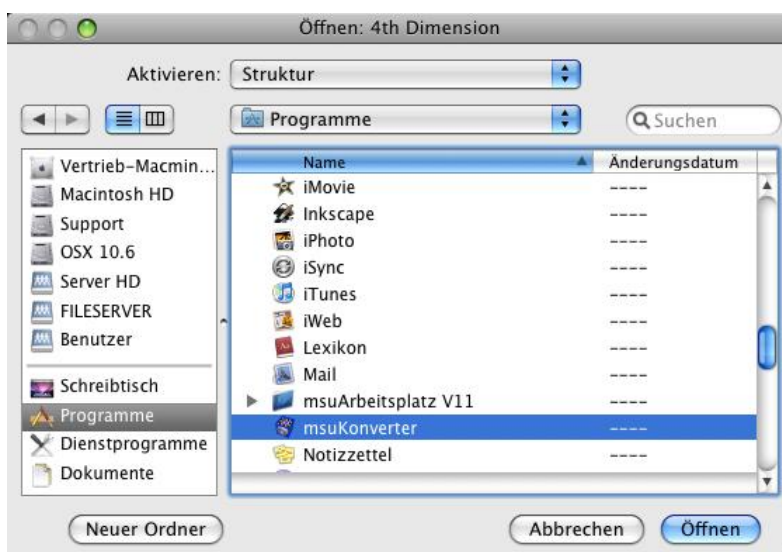 Öffnen: 4th Dimension
Aktivieren: Struktur
Programme
Suchen
Vertrieb-Macmin...
Macintosh HD
Support
OSX 10.6
Server HD
FILESERVER
Benutzer
Schreibtisch
Programme
Dienstprogramme
Dokumente
Name Änderungsdatum
iMovie ----
Inkscape ----
iPhoto ----
iSync ----
iTunes ----
iWeb ----
Lexikon ----
Mail ----
msuArbeitsplatz V11 ----
msuKonverter ----
Notizzettel ----
Neuer Ordner Abbrechen Öffnen